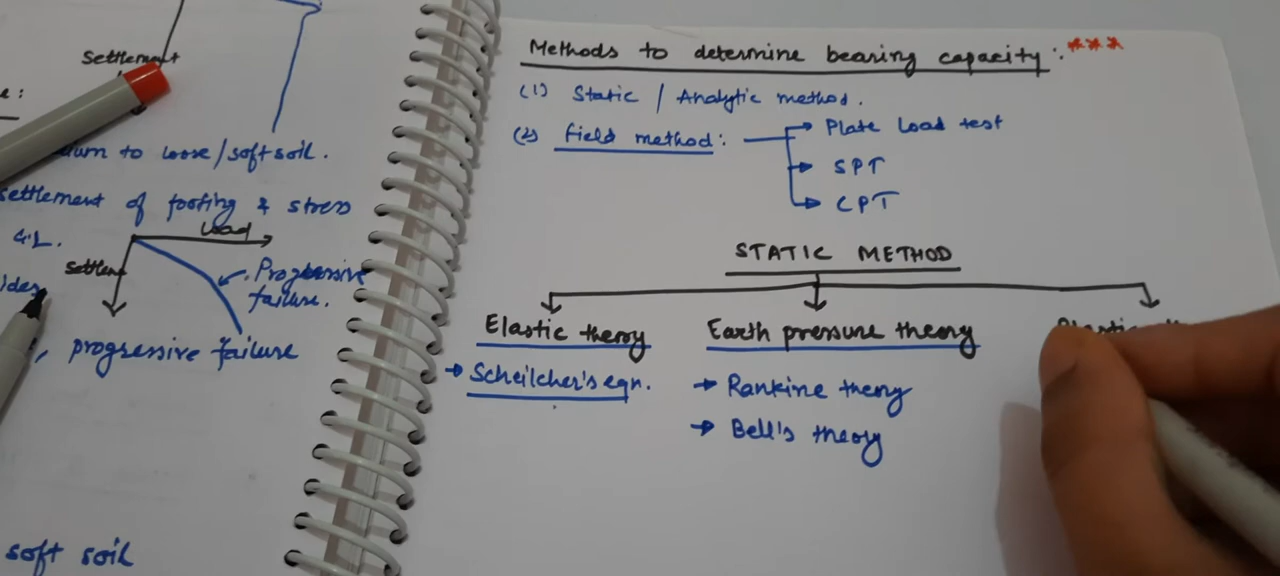 Settlement
e :
to loose/soft soil.
settlement of footing & stress
G.L.
Load
Progressive
failure.
, progressive failure
soft soil
Methods to determine bearing capacity : ***
(1) Static / Analytic method.
(2) field method : → Plate Load test
→ SPT
→ CPT
STATIC METHOD
Elastic theory Earth pressure theory
→ Scheilcher's eqn. → Rankine theory
→ Bell's theory